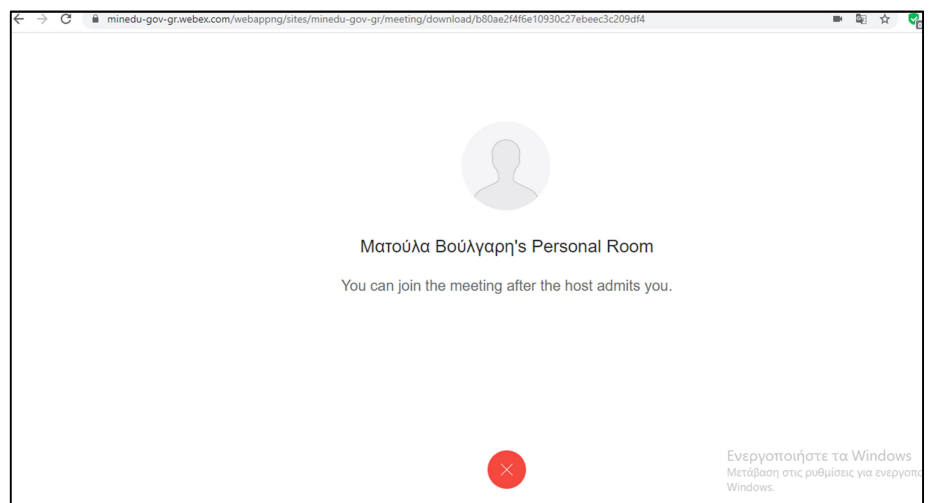 minedu-gov-gr.webex.com/webappng/sites/minedu-gov-gr/meeting/download/b80ae2f4f6e10930c27ebeec3c209df4
Ματούλα Βούλγαρη's Personal Room
You can join the meeting after the host admits you.
Ενεργοποιήστε τα Windows
Μετάβαση στις ρυθμίσεις για ενεργοπο
Windows.